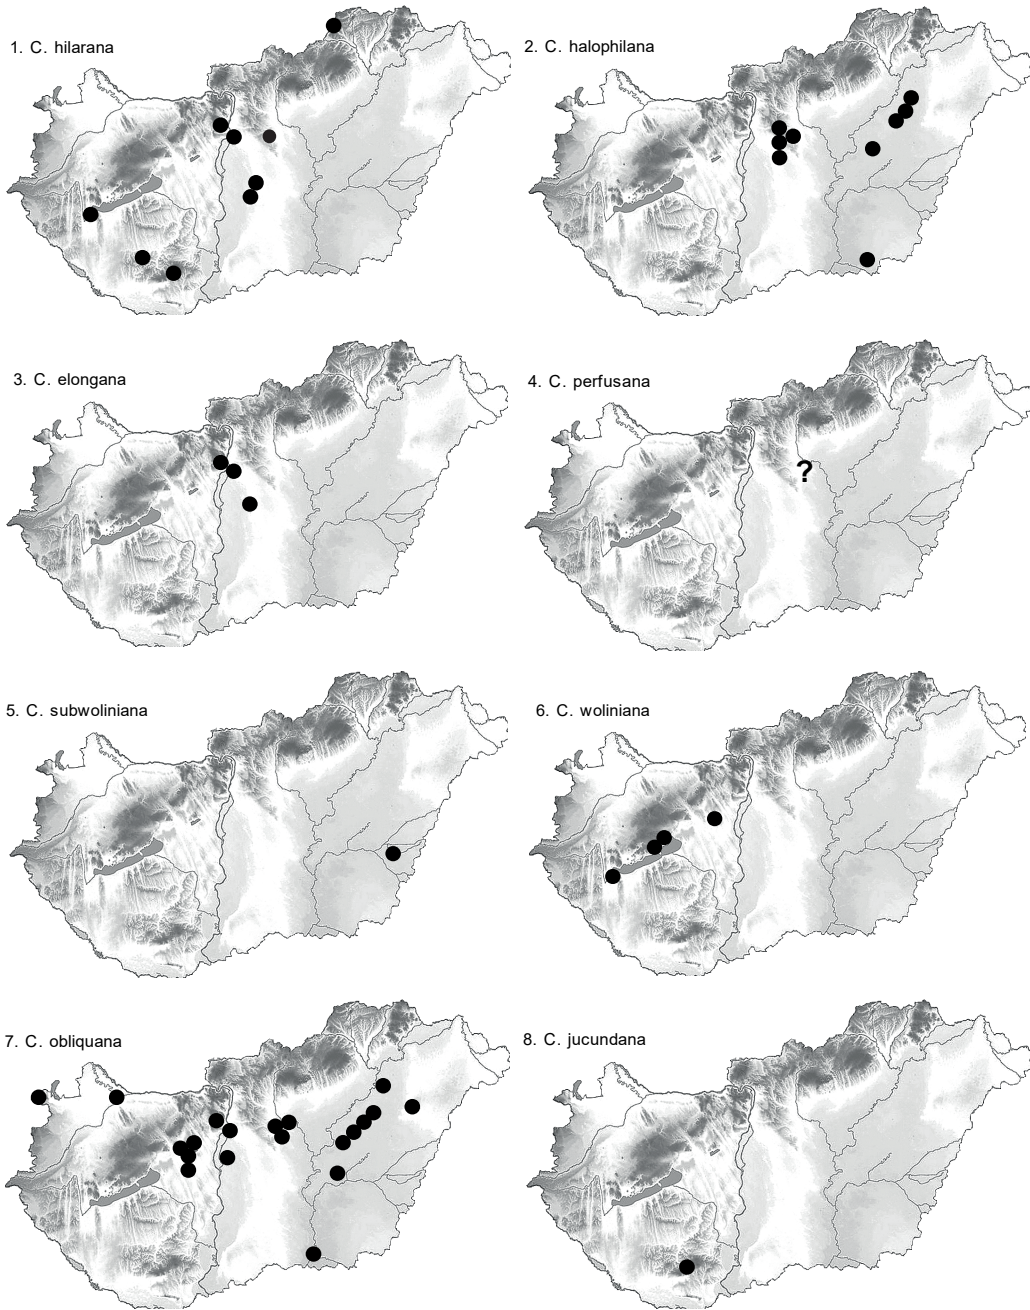 1. C. hilarana
2. C. halophilana
3. C. elongana
4. C. perfusana
?
5. C. subwoliniana
6. C. woliniana
7. C. obliquana
8. C. jucundana